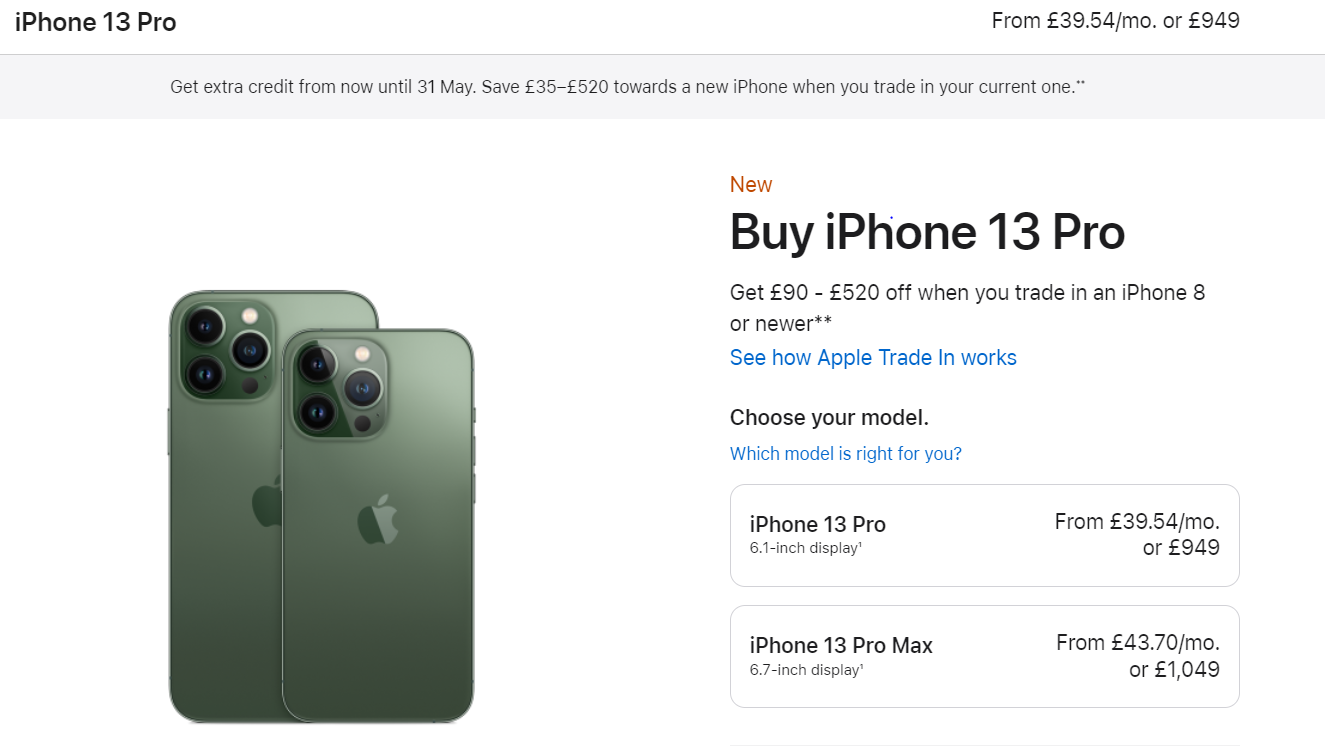 iPhone 13 Pro
From £39.54/mo. or £949
Get extra credit from now until 31 May. Save £35–£520 towards a new iPhone when you trade in your current one.**
New
Buy iPhone 13 Pro
Get £90 - £520 off when you trade in an iPhone 8
or newer**
See how Apple Trade In works
Choose your model.
Which model is right for you?
iPhone 13 Pro
6.1-inch display¹
From £39.54/mo.
or £949
iPhone 13 Pro Max
6.7-inch display¹
From £43.70/mo.
or £1,049